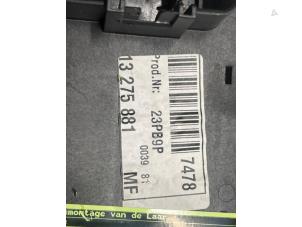 Prod.Nr:
13 275 881
23PB9P
7478
0039 81
MF
montage van de Laar